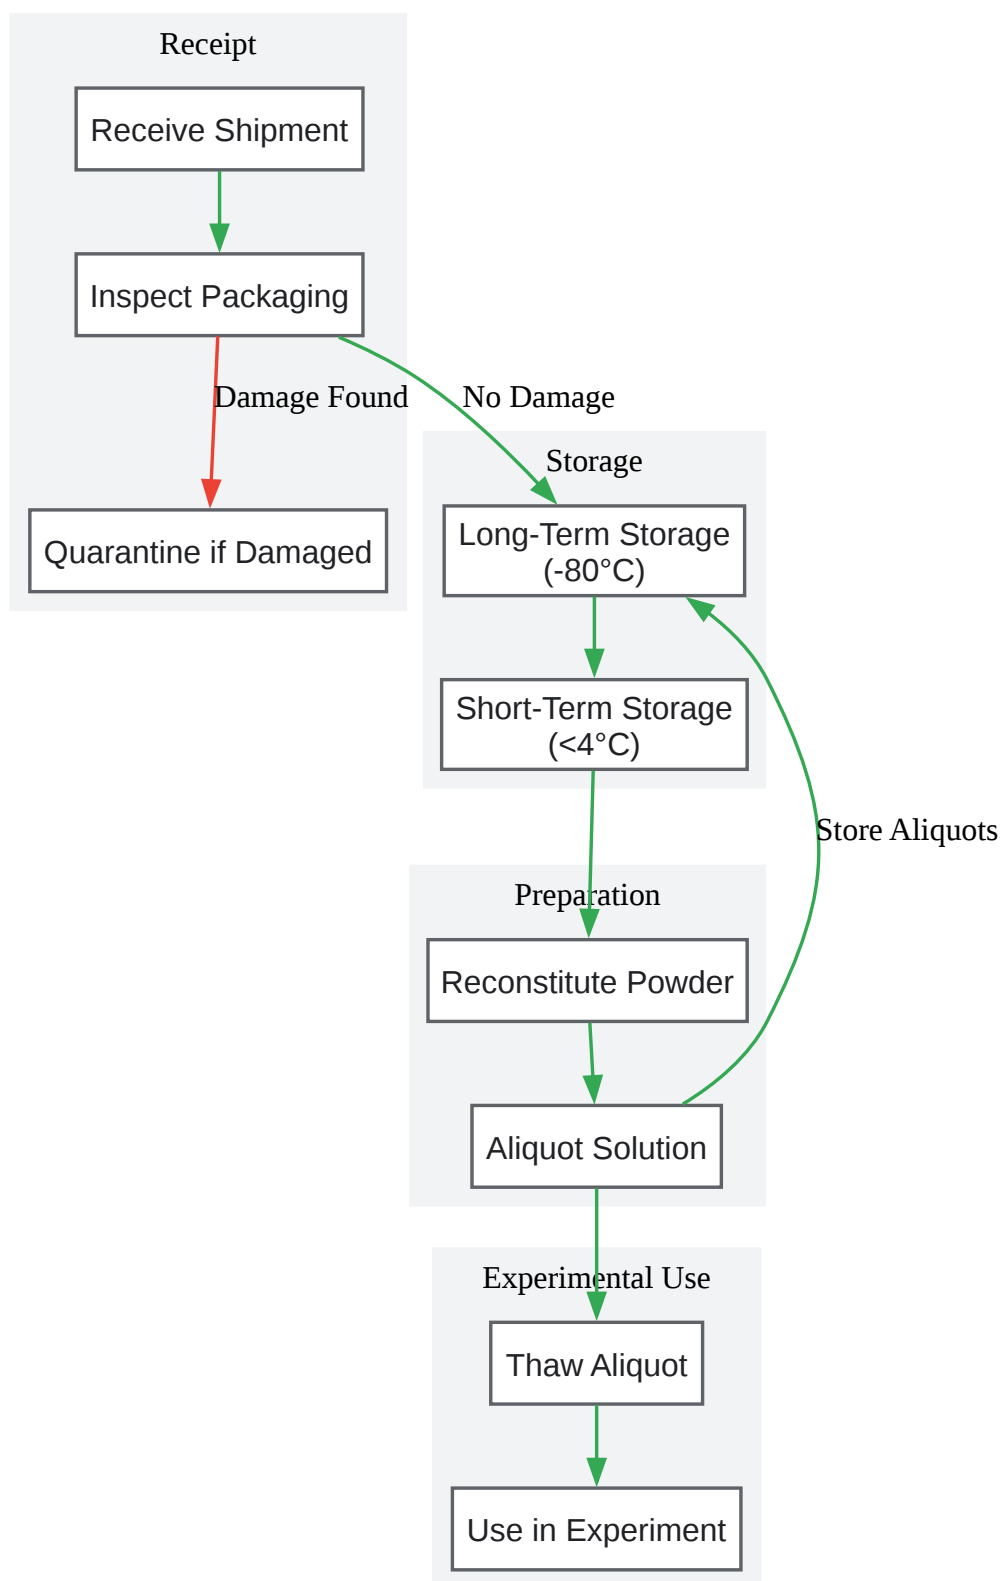 Receipt
Receive Shipment
Inspect Packaging
Damage Found
No Damage
Quarantine if Damaged
Storage
Long-Term Storage
(-80°C)
Short-Term Storage
(<4°C)
Store Aliquots
Preparation
Reconstitute Powder
Aliquot Solution
Experimental Use
Thaw Aliquot
Use in Experiment